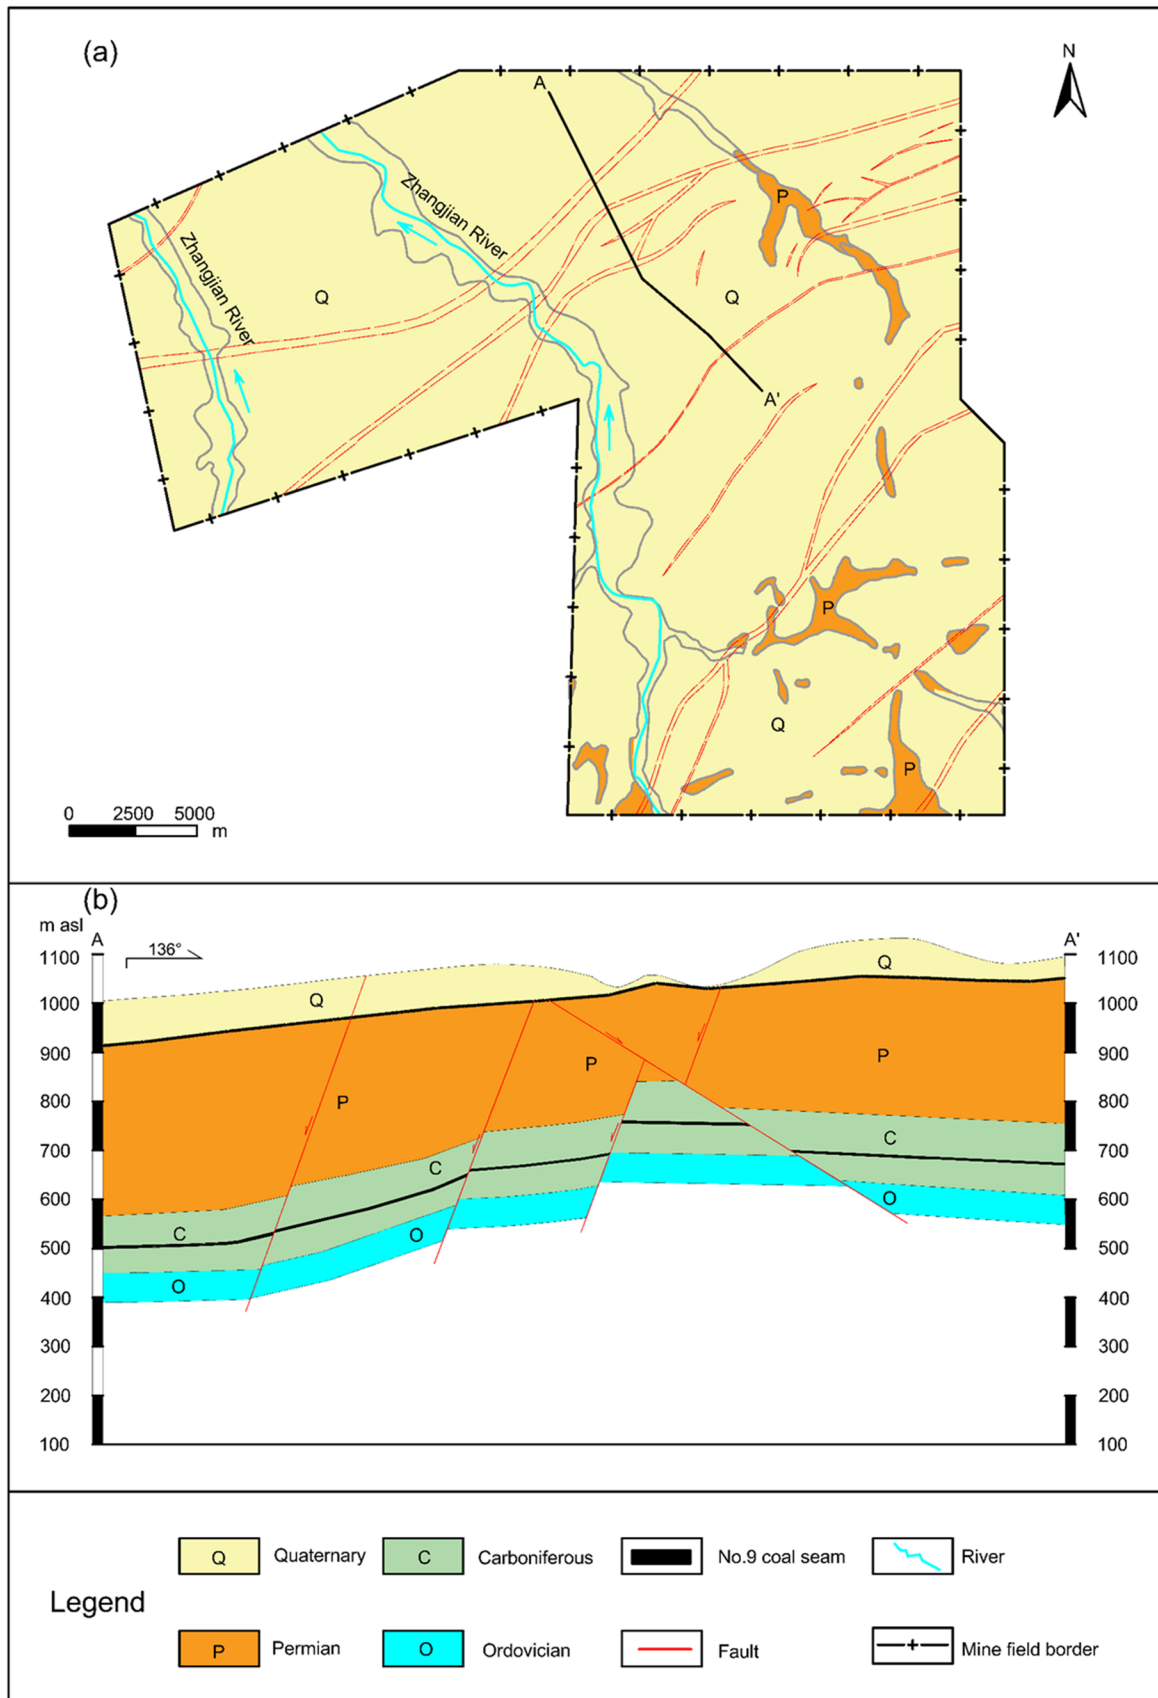 (a)
N
A
P
Zhangjian River
Zhangjian River
Q
Q
A'
P
Q
P
0 2500 5000
m
(b)
m asl
A
136°
A'
1100
1000
900
800
700
600
500
400
300
200
100
Q
Q
P
P
P
C
C
C
O
O
O
1100
1000
900
800
700
600
500
400
300
200
100
Legend
Q Quaternary
C Carboniferous
No.9 coal seam
River
P Permian
O Ordovician
Fault
Mine field border